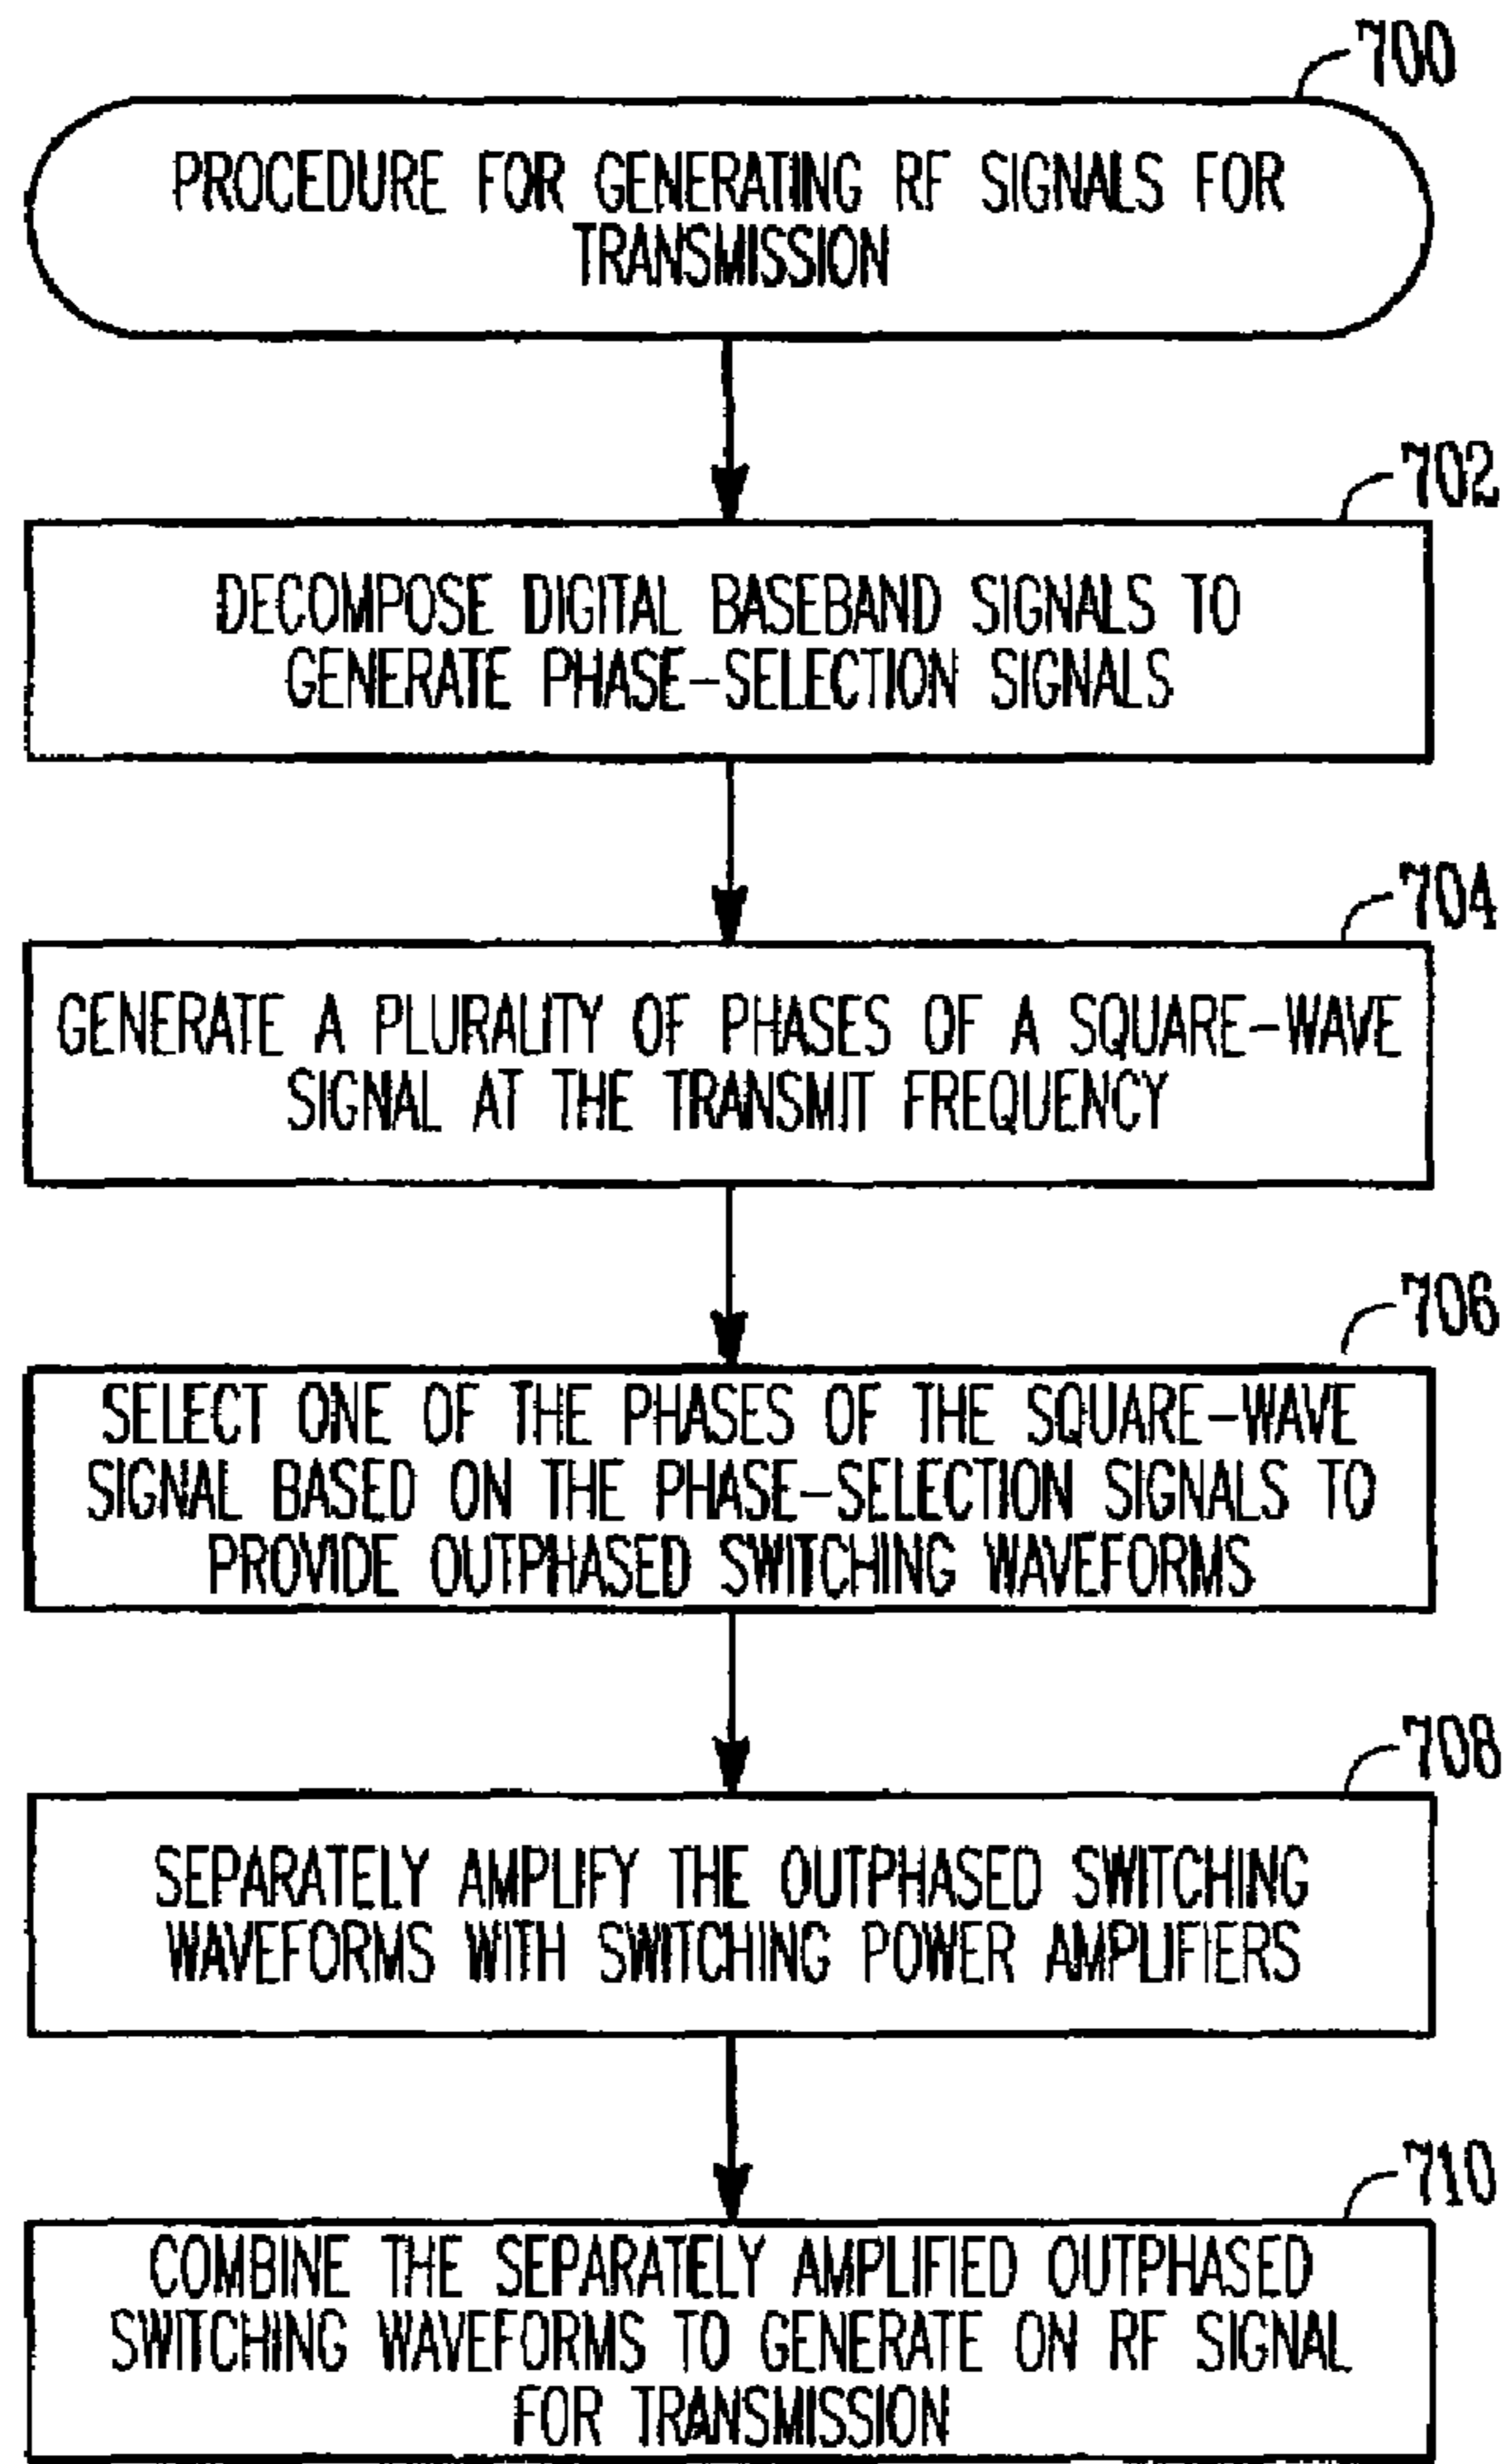 700
PROCEDURE FOR GENERATING RF SIGNALS FOR
TRANSMISSION
702
DECOMPOSE DIGITAL BASEBAND SIGNALS TO
GENERATE PHASE-SELECTION SIGNALS
704
GENERATE A PLURALITY OF PHASES OF A SQUARE-WAVE
SIGNAL AT THE TRANSMIT FREQUENCY
706
SELECT ONE OF THE PHASES OF THE SQUARE-WAVE
SIGNAL BASED ON THE PHASE-SELECTION SIGNALS TO
PROVIDE OUTPHASED SWITCHING WAVEFORMS
708
SEPARATELY AMPLIFY THE OUTPHASED SWITCHING
WAVEFORMS WITH SWITCHING POWER AMPLIFIERS
710
COMBINE THE SEPARATELY AMPLIFIED OUTPHASED
SWITCHING WAVEFORMS TO GENERATE ON RF SIGNAL
FOR TRANSMISSION